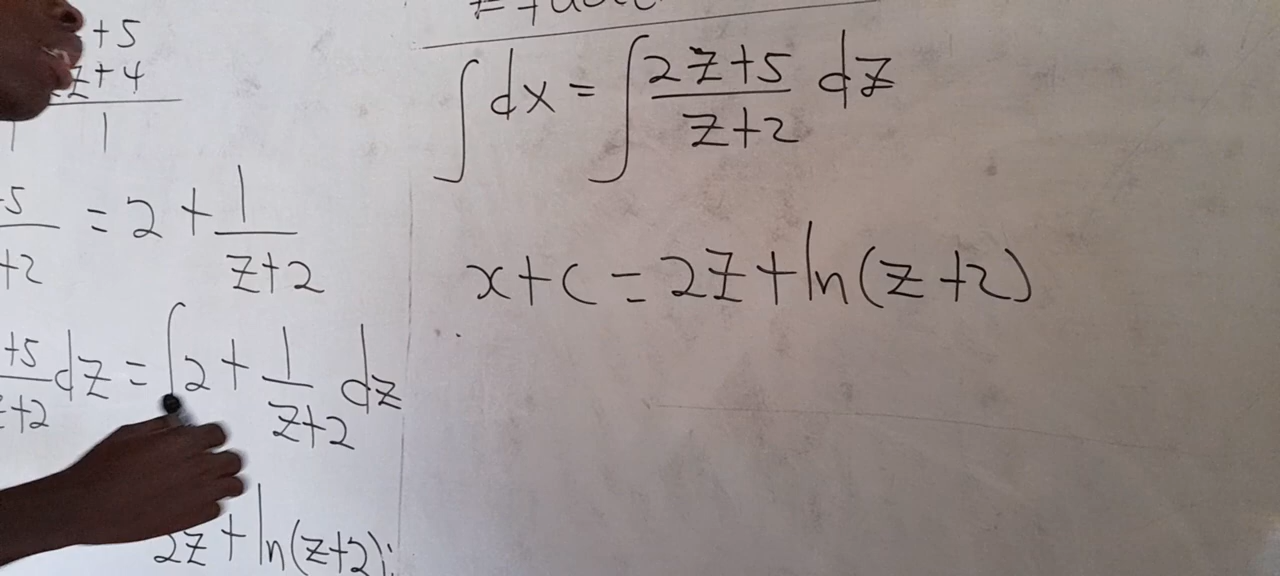 +5
z+4
1
5/+2 = 2 + 1/z+2
+5/z+2 dz = ∫ 2 + 1/z+2 dz
2z + ln(z+2)
∫ dx = ∫ 2z+5/z+2 dz
x + c = 2z + ln(z+2)